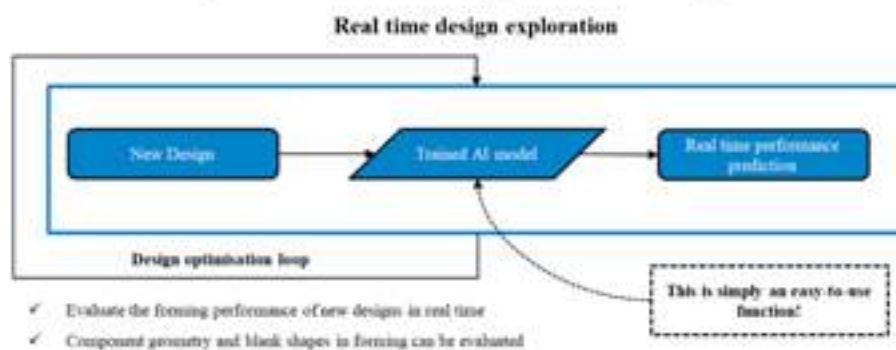 Real time design exploration
New Design
Trained AI model
Real time performance
prediction
Design optimisation loop
This is simply an easy-to-use
function!
✓ Evaluate the forming performance of new designs in real time
✓ Component geometry and blank shapes in forming can be evaluated